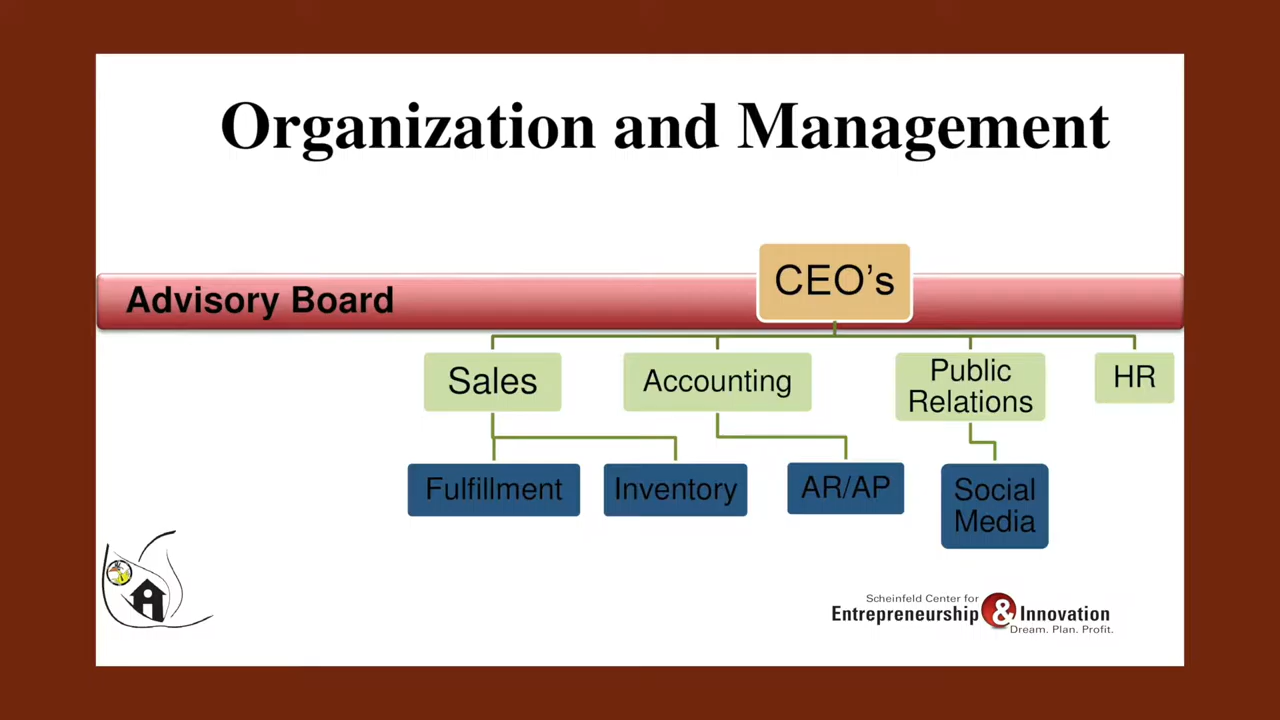 Organization and Management
CEO's
Advisory Board
Sales
Accounting
Public
Relations
HR
Fulfillment
Inventory
AR/AP
Social
Media
Scheinfeld Center for
Entrepreneurship & Innovation
Dream. Plan. Profit.